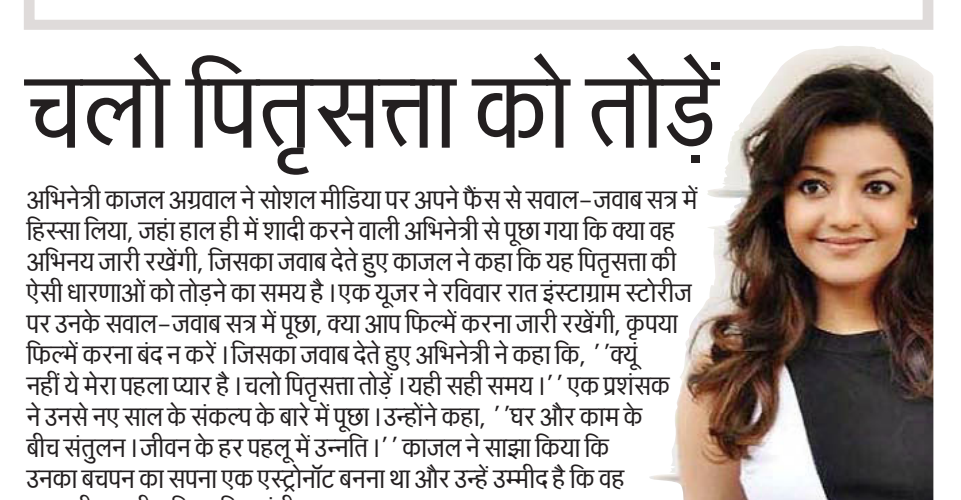 चलो पितृसत्ता को तोड़ें
अभिनेत्री काजल अग्रवाल ने सोशल मीडिया पर अपने फैंस से सवाल-जवाब सत्र में
हिस्सा लिया, जहां हाल ही में शादी करने वाली अभिनेत्री से पूछा गया कि क्या वह
अभिनय जारी रखेंगी, जिसका जवाब देते हुए काजल ने कहा कि यह पितृसत्ता की
ऐसी धारणाओं को तोड़ने का समय है। एक यूजर ने रविवार रात इंस्टाग्राम स्टोरीज
पर उनके सवाल-जवाब सत्र में पूछा, क्या आप फिल्में करना जारी रखेंगी, कृपया
फिल्में करना बंद न करें। जिसका जवाब देते हुए अभिनेत्री ने कहा कि, ''क्यूं
नहीं ये मेरा पहला प्यार है। चलो पितृसत्ता तोड़ें। यही सही समय।'' एक प्रशंसक
ने उनसे नए साल के संकल्प के बारे में पूछा। उन्होंने कहा, ''घर और काम के
बीच संतुलन। जीवन के हर पहलू में उन्नति।'' काजल ने साझा किया कि
उनका बचपन का सपना एक एस्ट्रोनॉट बनना था और उन्हें उम्मीद है कि वह